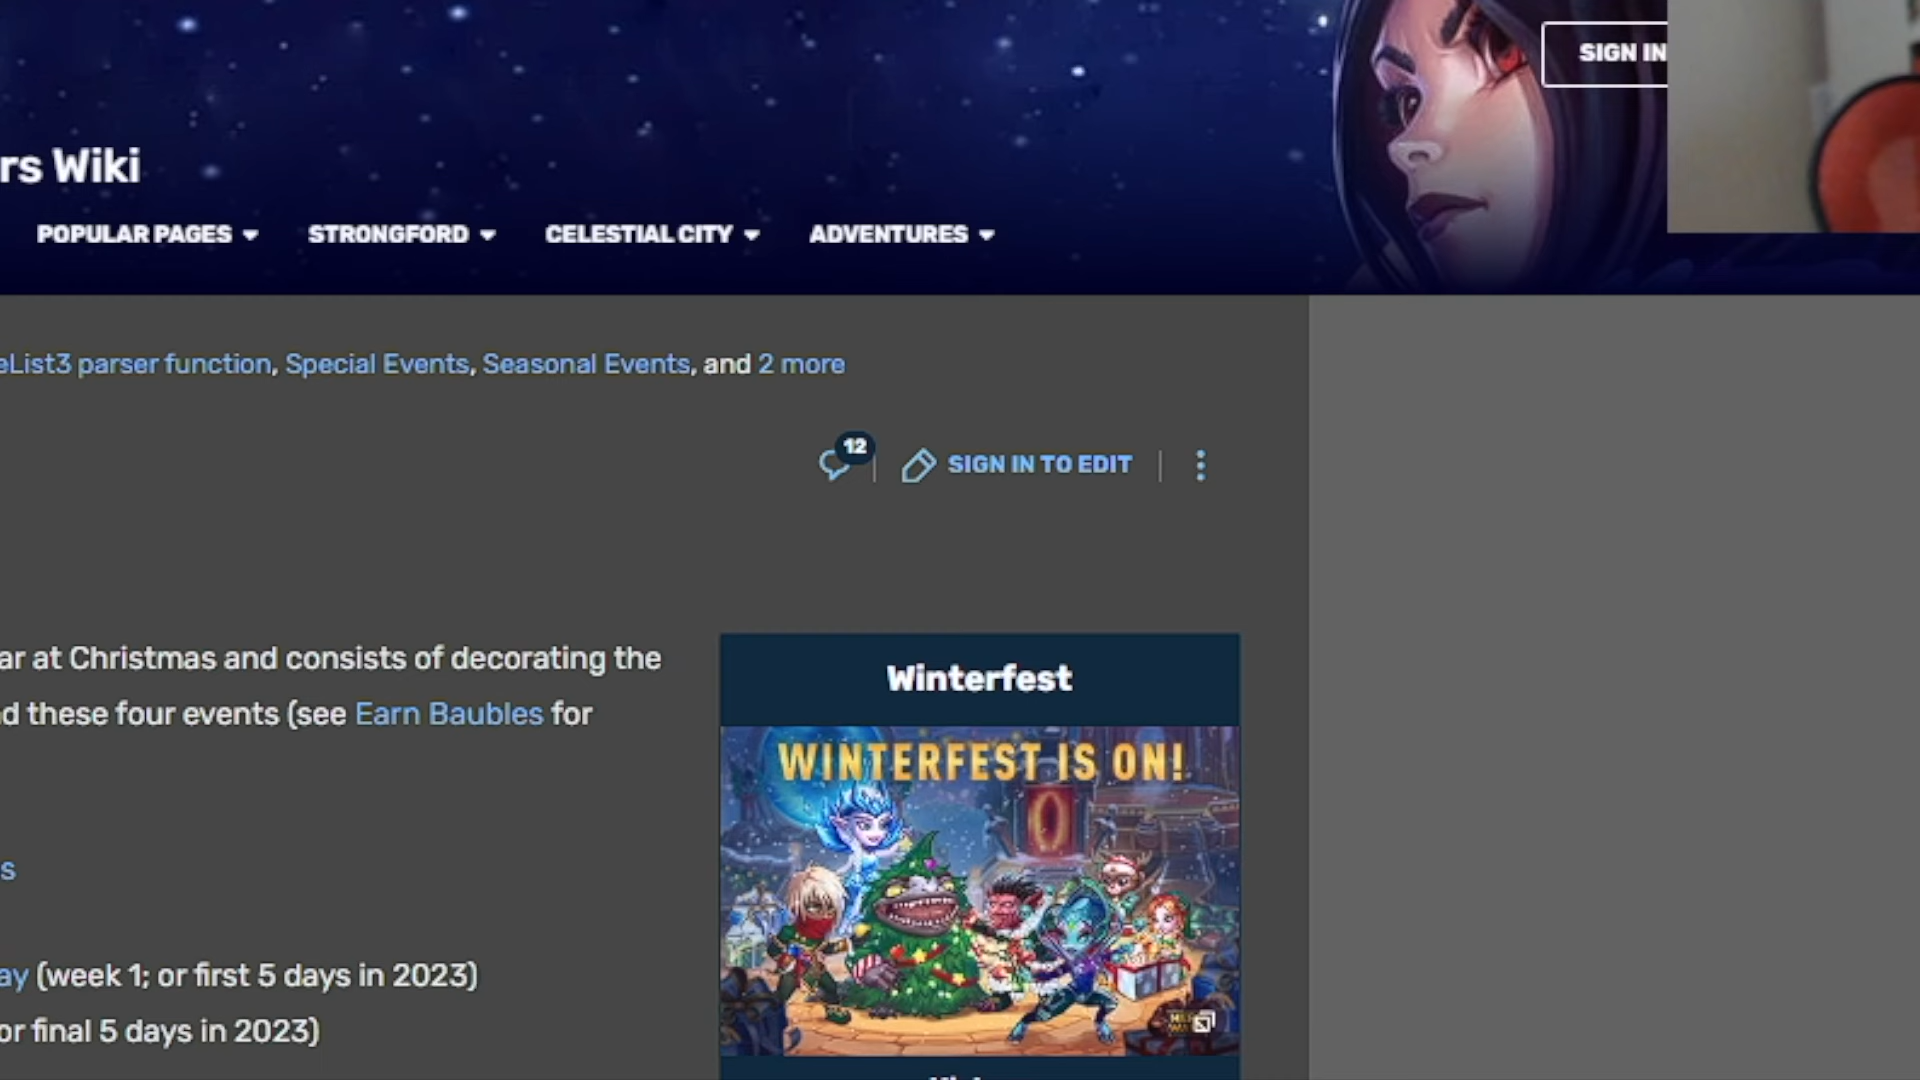 SIGN IN
rs Wiki
POPULAR PAGES STRONGFORD CELESTIAL CITY ADVENTURES
eList3 parser function, Special Events, Seasonal Events, and 2 more
12
SIGN IN TO EDIT
ar at Christmas and consists of decorating the
d these four events (see Earn Baubles for
s
ay (week 1; or first 5 days in 2023)
or final 5 days in 2023)
Winterfest
WINTERFEST IS ON!